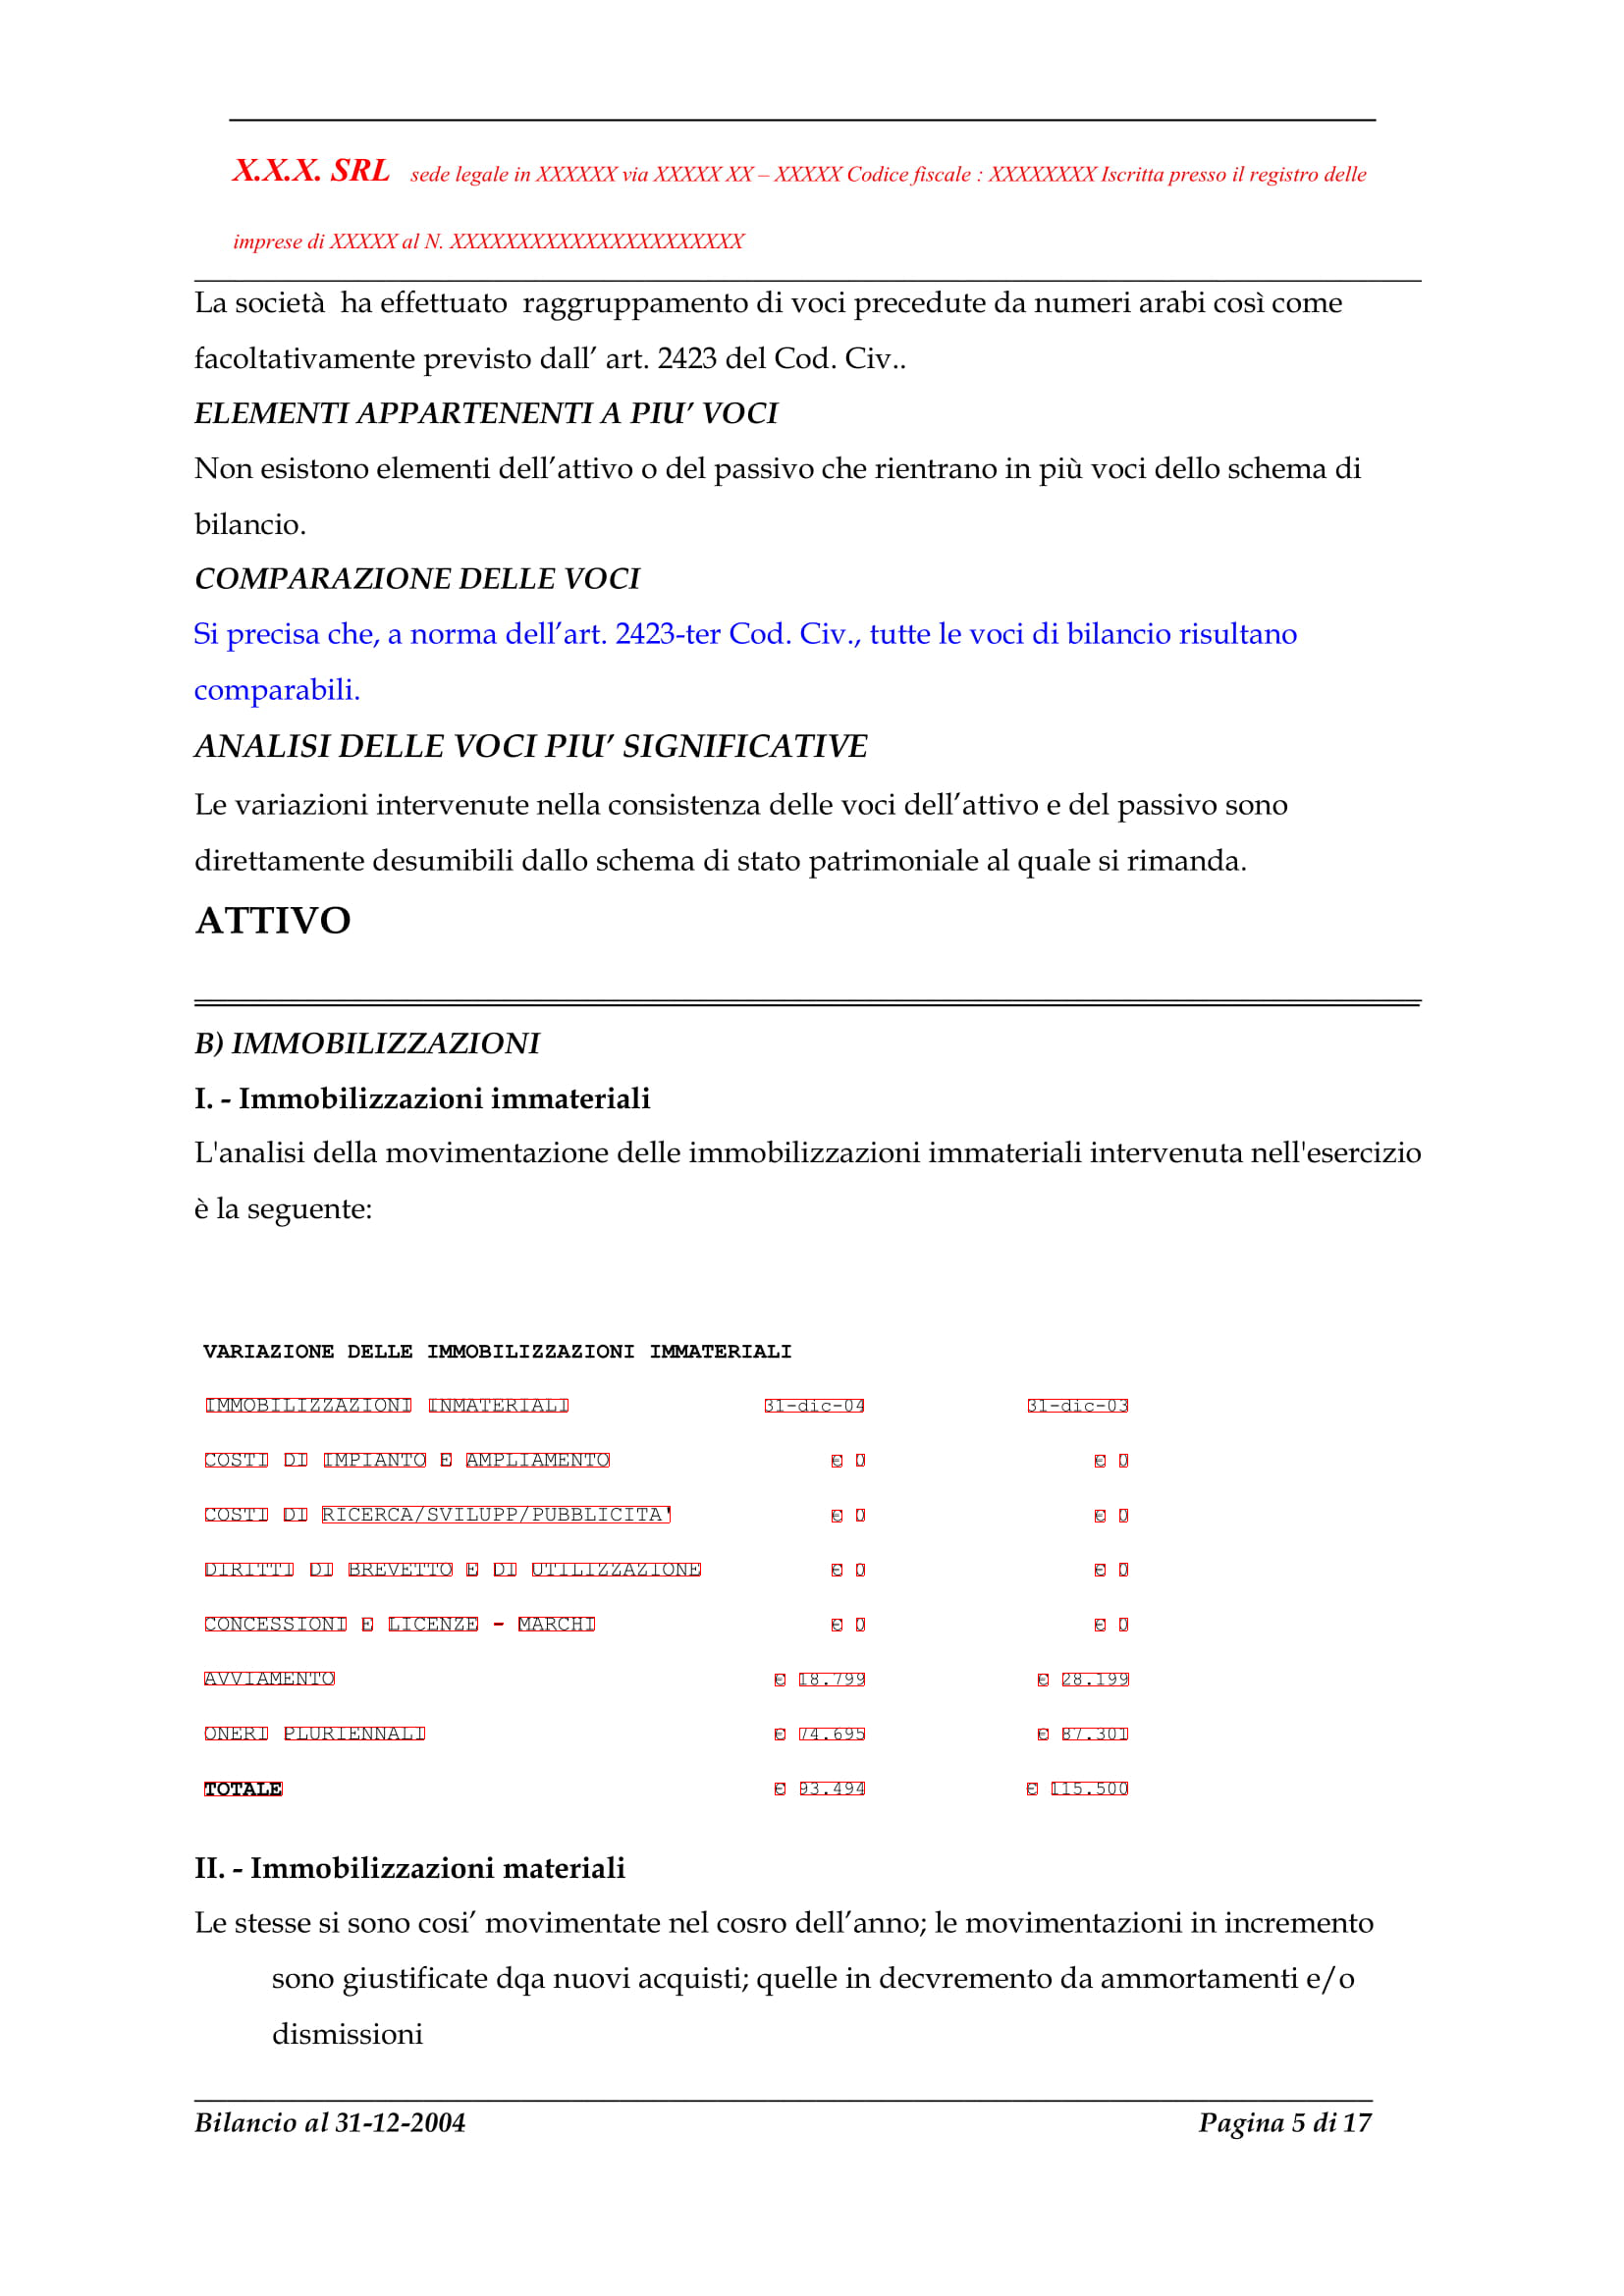 X.X.X. SRL sede legale in XXXXXX via XXXXX XX – XXXXX Codice fiscale : XXXXXXXX Iscritta presso il registro delle
imprese di XXXXX al N. XXXXXXXXXXXXXXXXXXXXXX
La società ha effettuato raggruppamento di voci precedute da numeri arabi così come
facoltativamente previsto dall’ art. 2423 del Cod. Civ..
ELEMENTI APPARTENENTI A PIU’ VOCI
Non esistono elementi dell’attivo o del passivo che rientrano in più voci dello schema di
bilancio.
COMPARAZIONE DELLE VOCI
Si precisa che, a norma dell’art. 2423-ter Cod. Civ., tutte le voci di bilancio risultano
comparabili.
ANALISI DELLE VOCI PIU’ SIGNIFICATIVE
Le variazioni intervenute nella consistenza delle voci dell’attivo e del passivo sono
direttamente desumibili dallo schema di stato patrimoniale al quale si rimanda.
ATTIVO
B) IMMOBILIZZAZIONI
I. - Immobilizzazioni immateriali
L'analisi della movimentazione delle immobilizzazioni immateriali intervenuta nell'esercizio
è la seguente:
VARIAZIONE DELLE IMMOBILIZZAZIONI IMMATERIALI
IMMOBILIZZAZIONI INMATERIALI 31-dic-04 31-dic-03
COSTI DI IMPIANTO E AMPLIAMENTO € 0 € 0
COSTI DI RICERCA/SVILUPP/PUBBLICITA' € 0 € 0
DIRITTI DI BREVETTO E DI UTILIZZAZIONE € 0 € 0
CONCESSIONI E LICENZE - MARCHI € 0 € 0
AVVIAMENTO € 18.799 € 28.199
ONERI PLURIENNALI € 74.695 € 87.301
TOTALE € 93.494 € 115.500
II. - Immobilizzazioni materiali
Le stesse si sono cosi’ movimentate nel cosro dell’anno; le movimentazioni in incremento
sono giustificate dqa nuovi acquisti; quelle in decvremento da ammortamenti e/o
dismissioni
Bilancio al 31-12-2004 Pagina 5 di 17